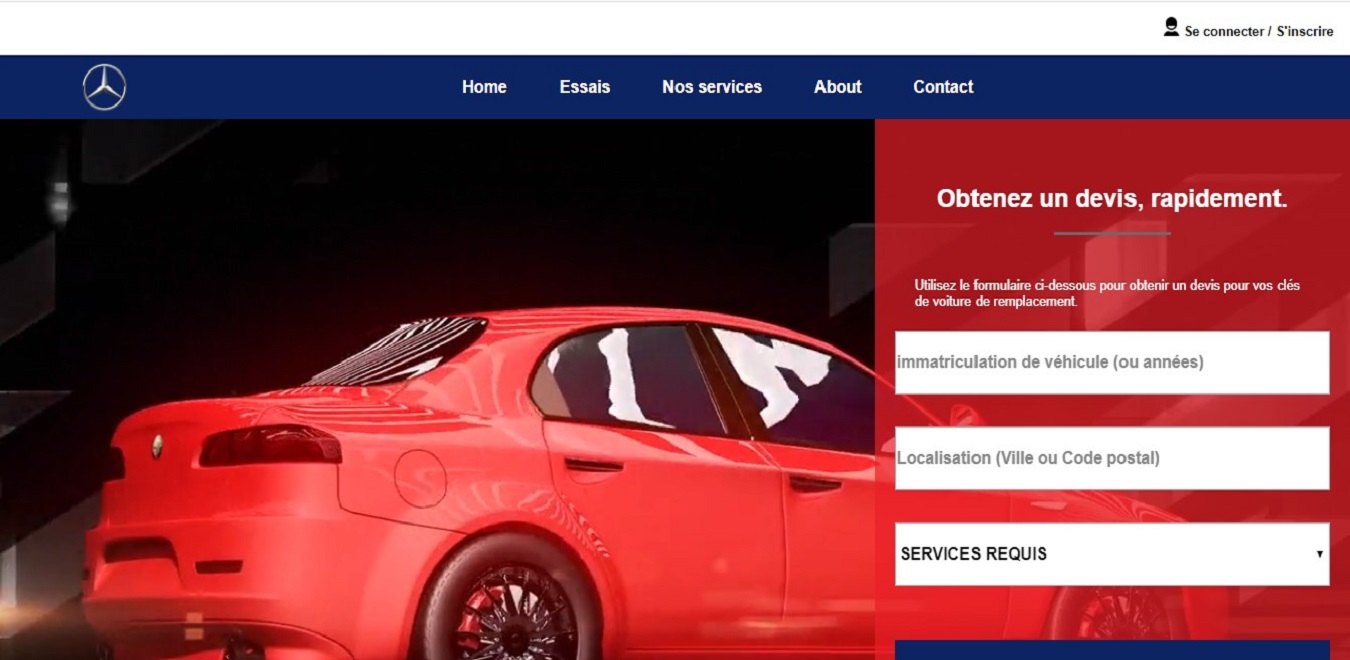 Se connecter / S'inscrire
Home Essais Nos services About Contact
Obtenez un devis, rapidement.
Utilisez le formulaire ci-dessous pour obtenir un devis pour vos clés
de voiture de remplacement.
immatriculation de véhicule (ou années)
Localisation (Ville ou Code postal)
SERVICES REQUIS